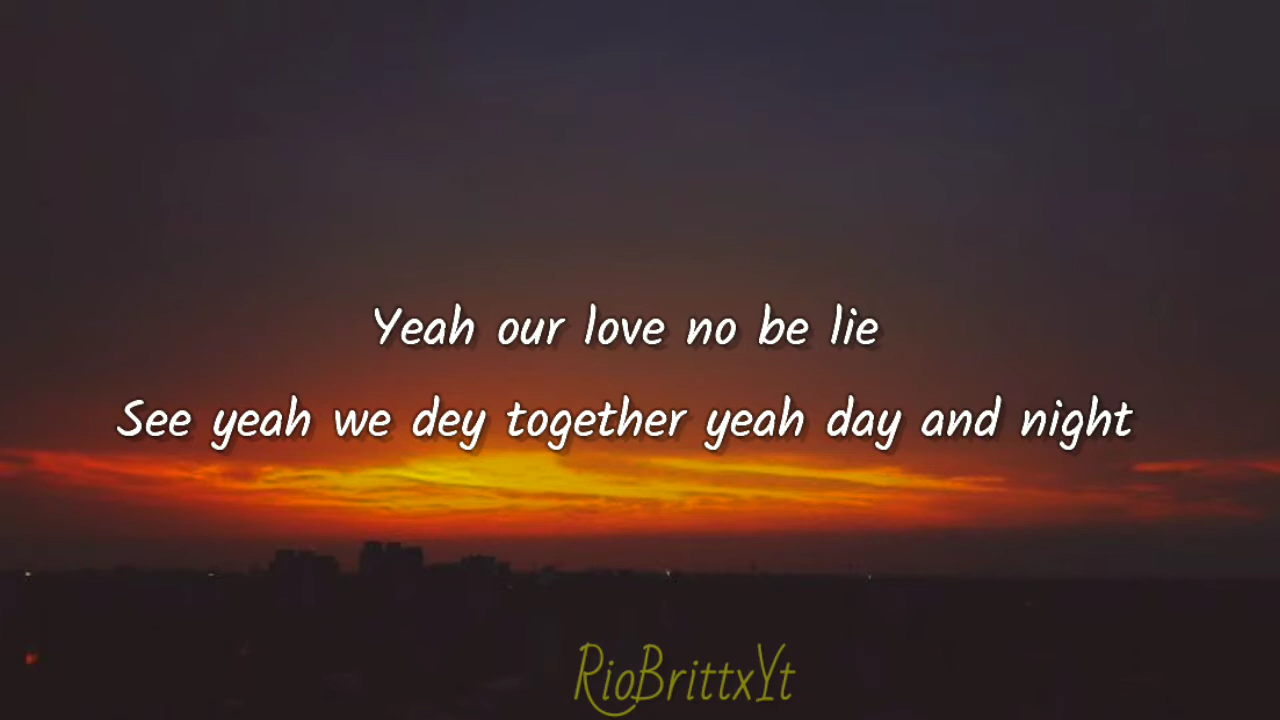 Yeah our love no be lie
See yeah we dey together yeah day and night
RioBrittxYt